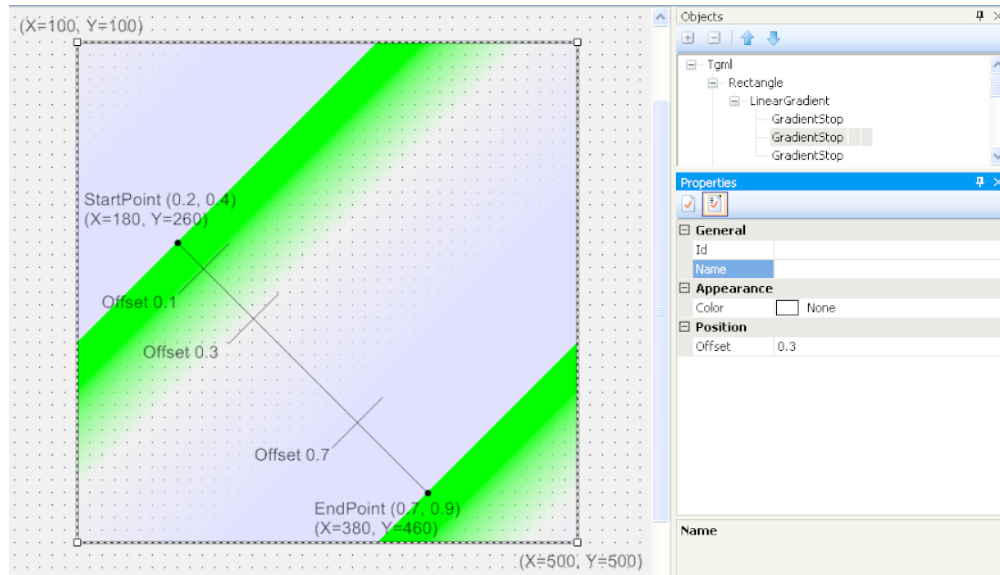 (X=100, Y=100)
StartPoint (0.2, 0.4)
(X=180, Y=260)
Offset 0.1
Offset 0.3
Offset 0.7
EndPoint (0.7, 0.9)
(X=380, Y=460)
(X=500, Y=500)
Objects
Tgml
Rectangle
LinearGradient
GradientStop
GradientStop
GradientStop
Properties
General
Id
Name
Appearance
Color None
Position
Offset 0.3
Name